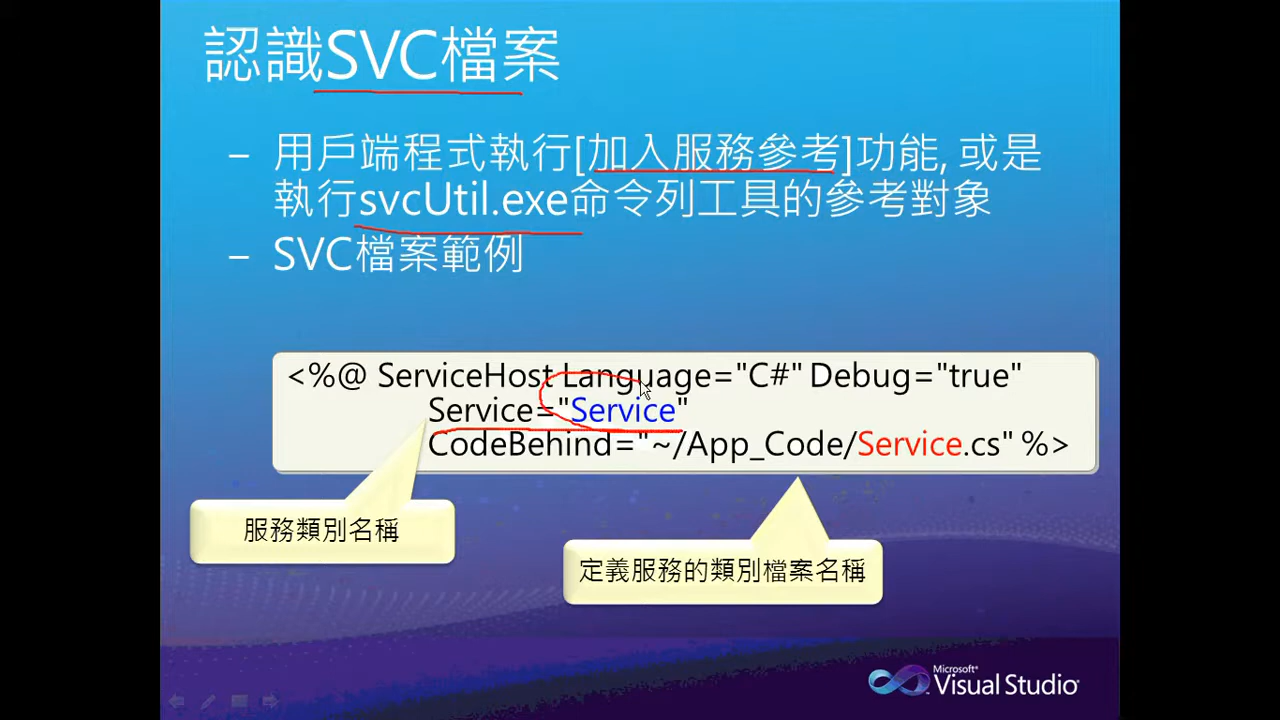 認識SVC檔案
– 用戶端程式執行[加入服務參考]功能, 或是
執行svcUtil.exe命令列工具的參考對象
– SVC檔案範例
<%@ ServiceHost Language="C#" Debug="true"
Service="Service"
CodeBehind="~/App_Code/Service.cs" %>
服務類別名稱
定義服務的類別檔案名稱
Microsoft®
Visual Studio®